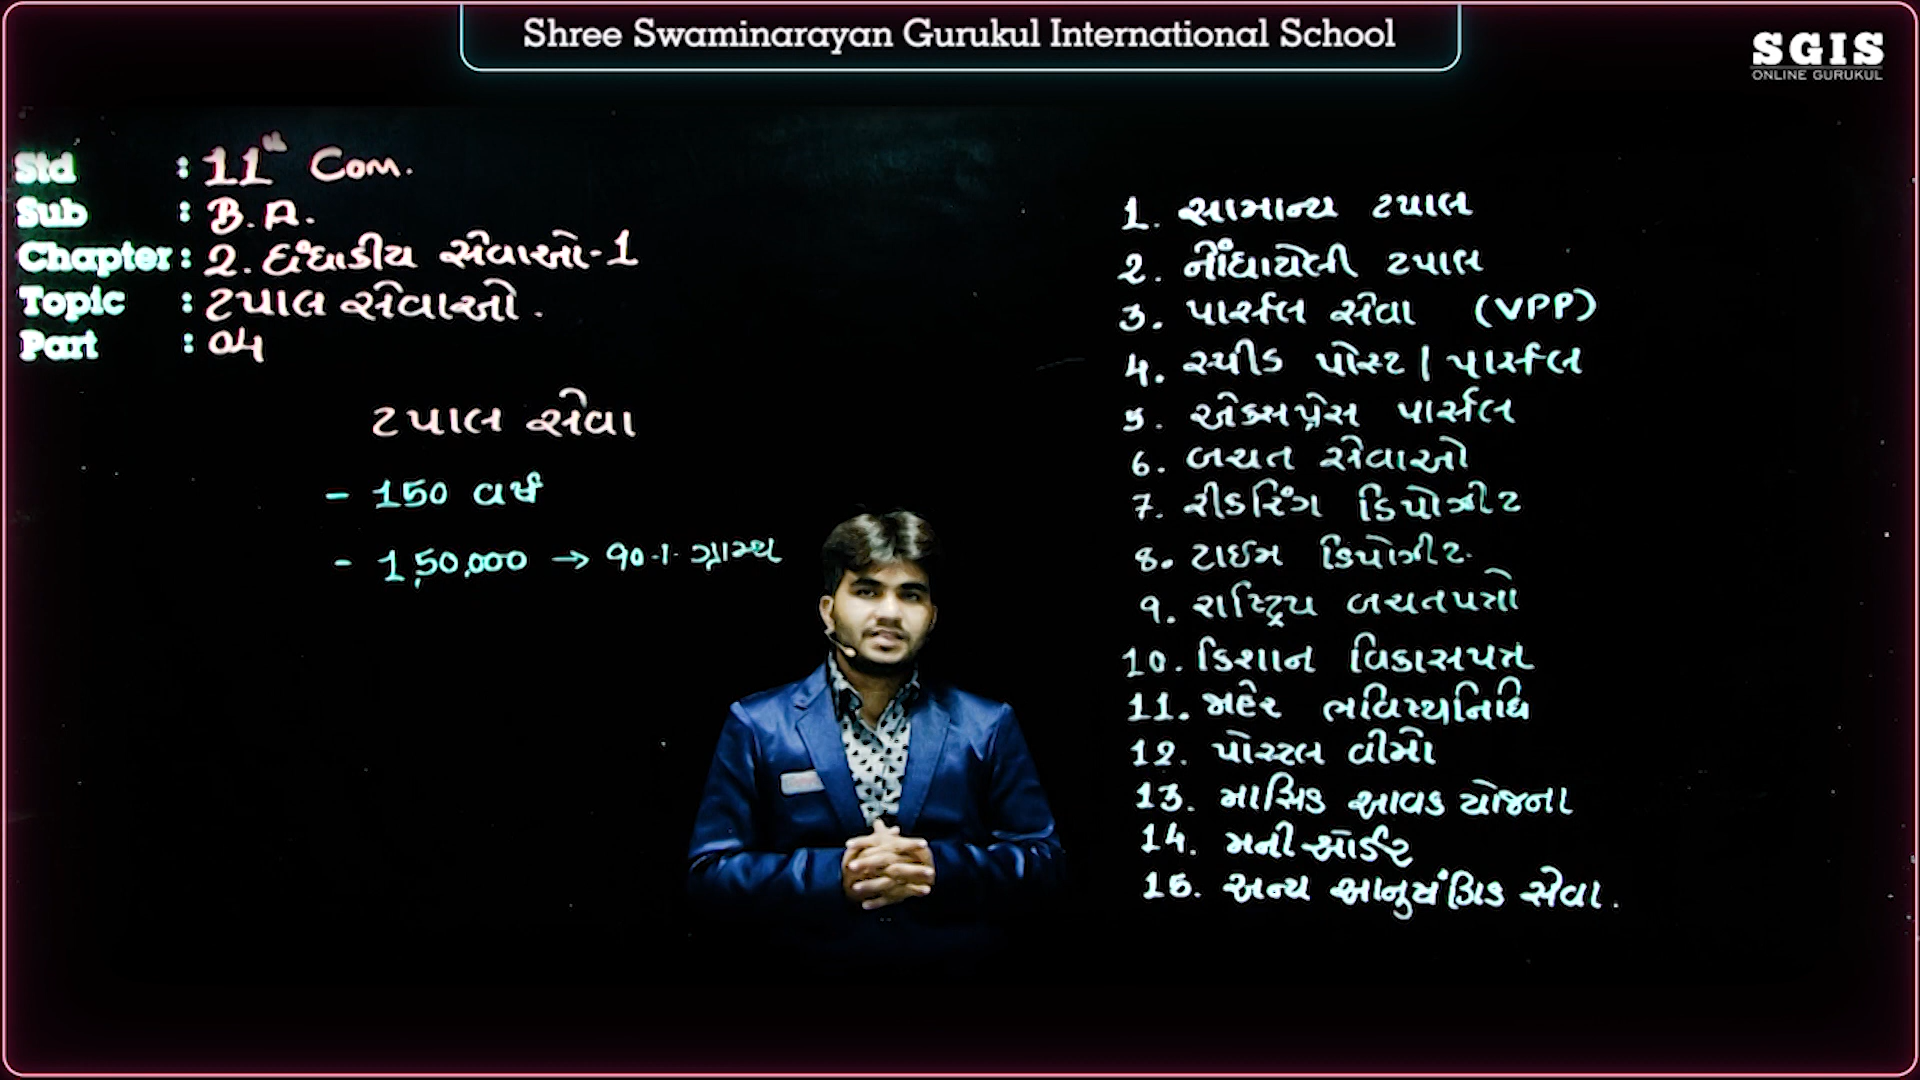 Shree Swaminarayan Gurukul International School
SGIS
ONLINE GURUKUL
Std : 11th Com.
Sub : B.A.
Chapter : 2. ધંધાકીય સેવાઓ-1
Topic : ટપાલ સેવાઓ.
Part : 04
ટપાલ સેવા
- 150 વર્ષ
- 1,50,000 → 90% ગ્રામ્ય
1. સામાન્ય ટપાલ
2. નોંધાયેલી ટપાલ
3. પાર્સલ સેવા (VPP)
4. સ્પીડ પોસ્ટ | પાર્સલ
5. એક્સપ્રેસ પાર્સલ
6. બચત સેવાઓ
7. રીકરિંગ ડિપોઝીટ
8. ટાઈમ ડિપોઝીટ
9. રાષ્ટ્રિય બચતપત્રો
10. કિશાન વિકાસપત્ર
11. જાહેર ભવિષ્યનિધિ
12. પોસ્ટલ વીમો
13. માસિક આવક યોજના
14. મની ઓર્ડર
15. અન્ય આનુષંગિક સેવા.